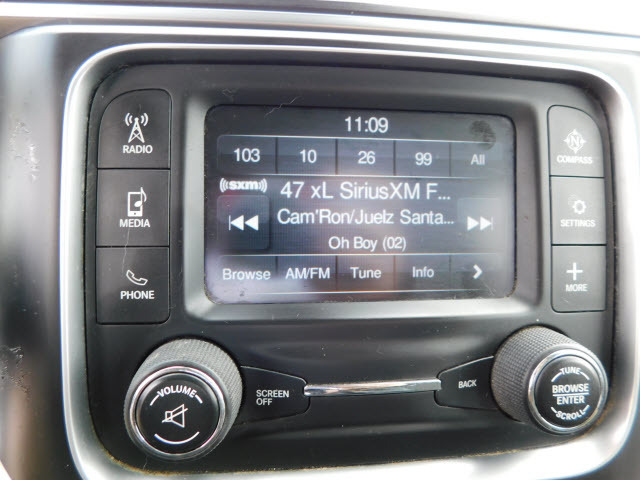 11:09
RADIO
103 10 26 99 All
COMPASS
((sxm)) 47 xL SiriusXM F...
MEDIA
Cam'Ron/Juelz Santa...
SETTINGS
Oh Boy (02)
PHONE
Browse AM/FM Tune Info >
MORE
VOLUME
SCREEN OFF
BACK
TUNE
BROWSE
ENTER
SCROLL